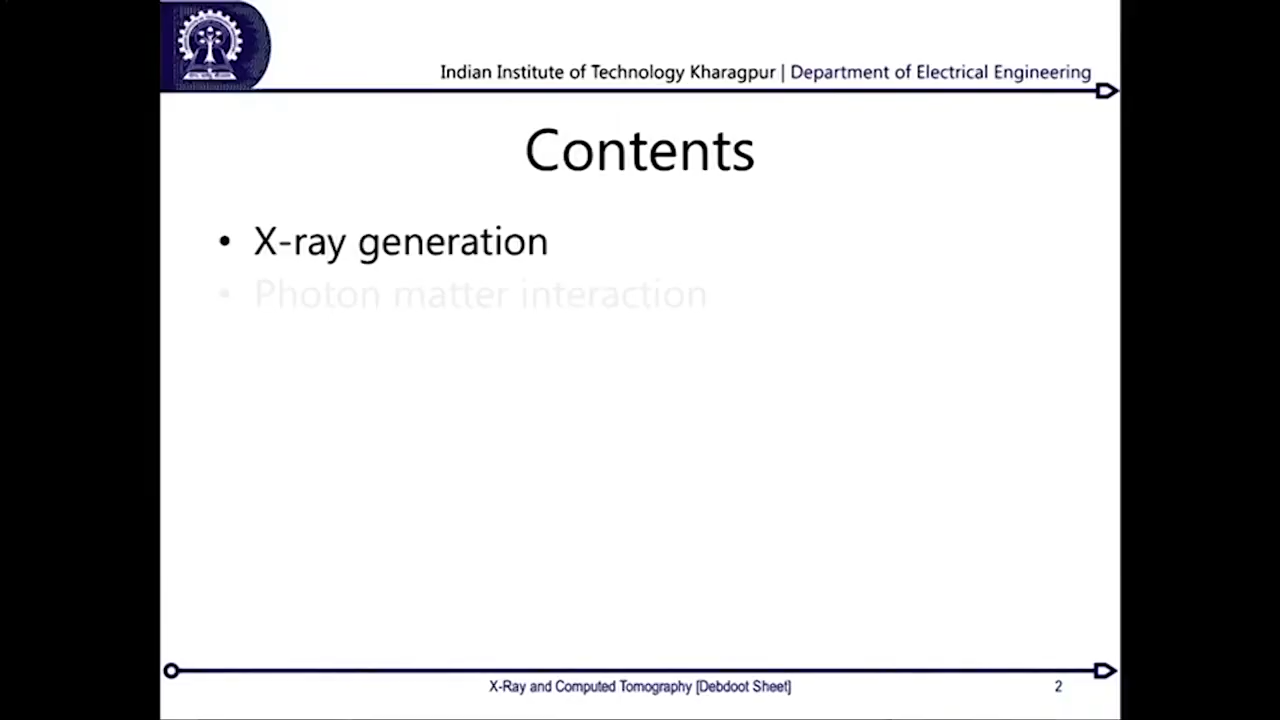 Indian Institute of Technology Kharagpur | Department of Electrical Engineering
Contents
• X-ray generation
• Photon matter interaction
X-Ray and Computed Tomography [Debdoot Sheet]
2